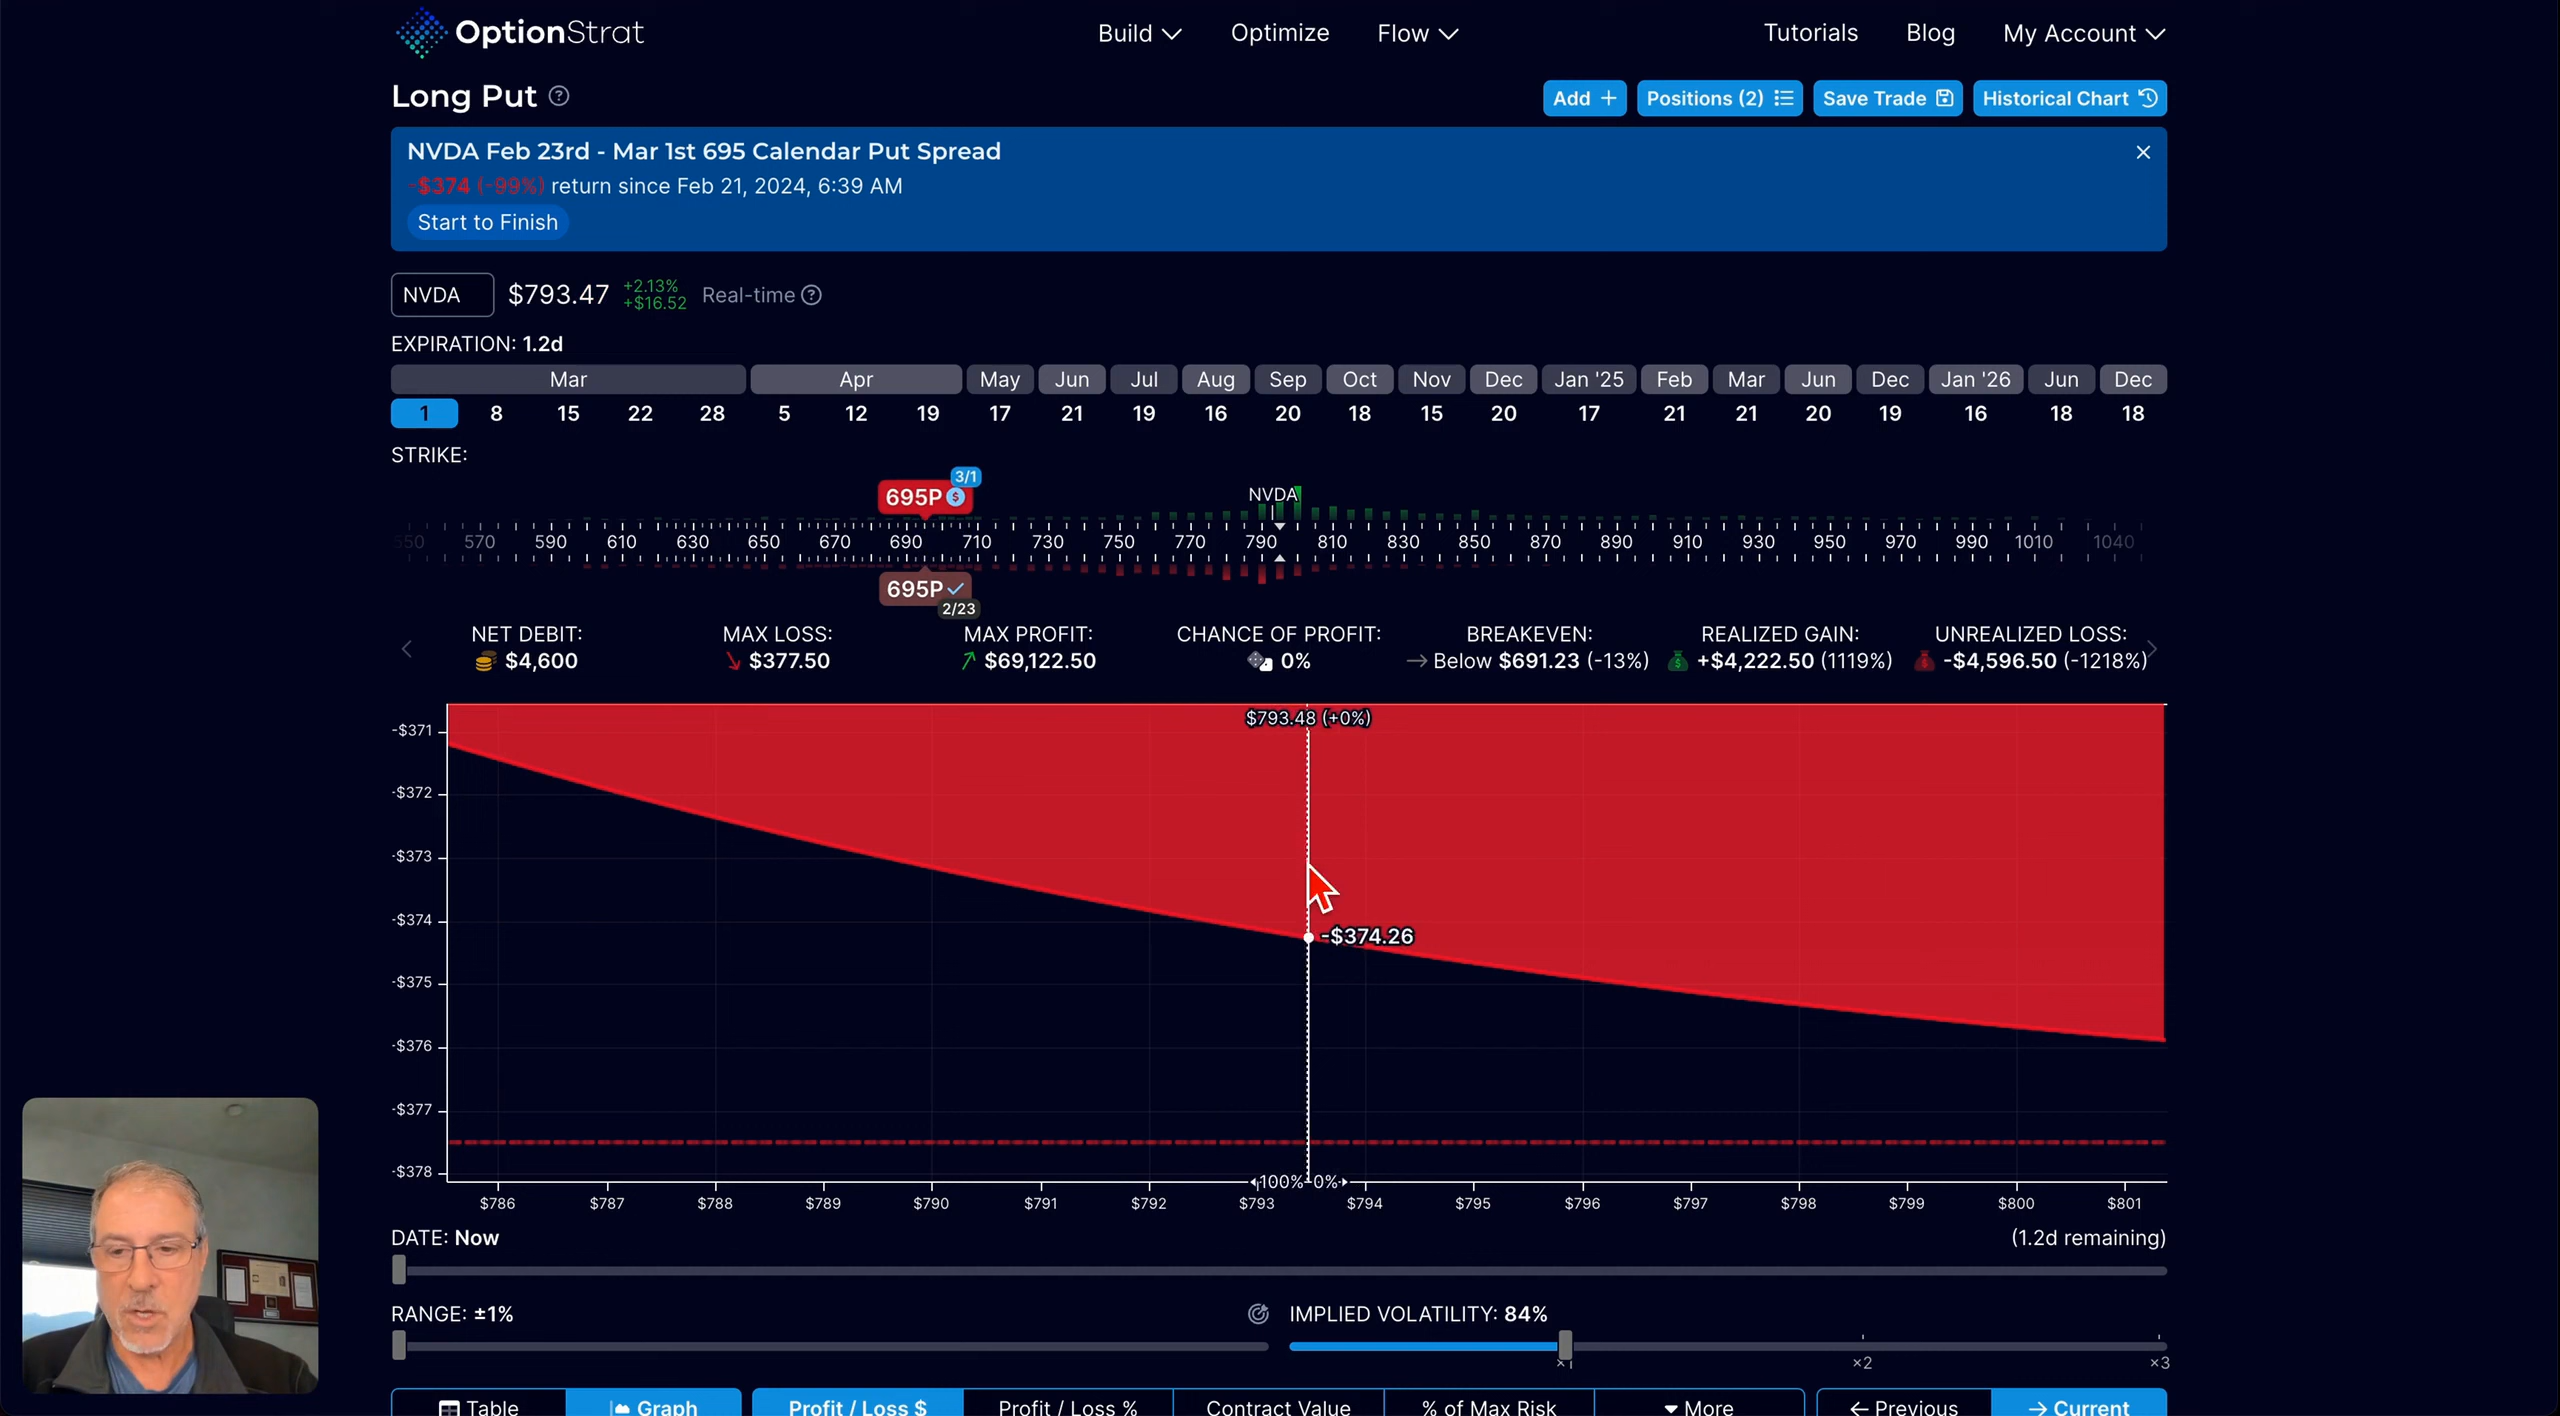 OptionStrat
Build Optimize Flow Tutorials Blog My Account
Long Put ?
Add + Positions (2) Save Trade Historical Chart
NVDA Feb 23rd - Mar 1st 695 Calendar Put Spread
-$374 (-99%) return since Feb 21, 2024, 6:39 AM
Start to Finish
NVDA $793.47 +2.13% +$16.52 Real-time ?
EXPIRATION: 1.2d
Mar Apr May Jun Jul Aug Sep Oct Nov Dec Jan '25 Feb Mar Jun Dec Jan '26 Jun Dec
1 8 15 22 28 5 12 19 17 21 19 16 20 18 15 20 17 21 21 20 19 16 18 18
STRIKE:
3/1
695P $ NVDA
550 570 590 610 630 650 670 690 710 730 750 770 790 810 830 850 870 890 910 930 950 970 990 1010 1040
695P
2/23
NET DEBIT: MAX LOSS: MAX PROFIT: CHANCE OF PROFIT: BREAKEVEN: REALIZED GAIN: UNREALIZED LOSS:
$4,600 $377.50 $69,122.50 0% Below $691.23 (-13%) +$4,222.50 (1119%) -$4,596.50 (-1218%)
$793.48 (+0%)
-$371
-$372
-$373
-$374
-$374.26
-$375
-$376
-$377
-$378
100% 0%
$786 $787 $788 $789 $790 $791 $792 $793 $794 $795 $796 $797 $798 $799 $800 $801
DATE: Now (1.2d remaining)
RANGE: ±1% IMPLIED VOLATILITY: 84%
×1 ×2 ×3
Table Graph Profit / Loss $ Profit / Loss % Contract Value % of Max Risk More Previous Current